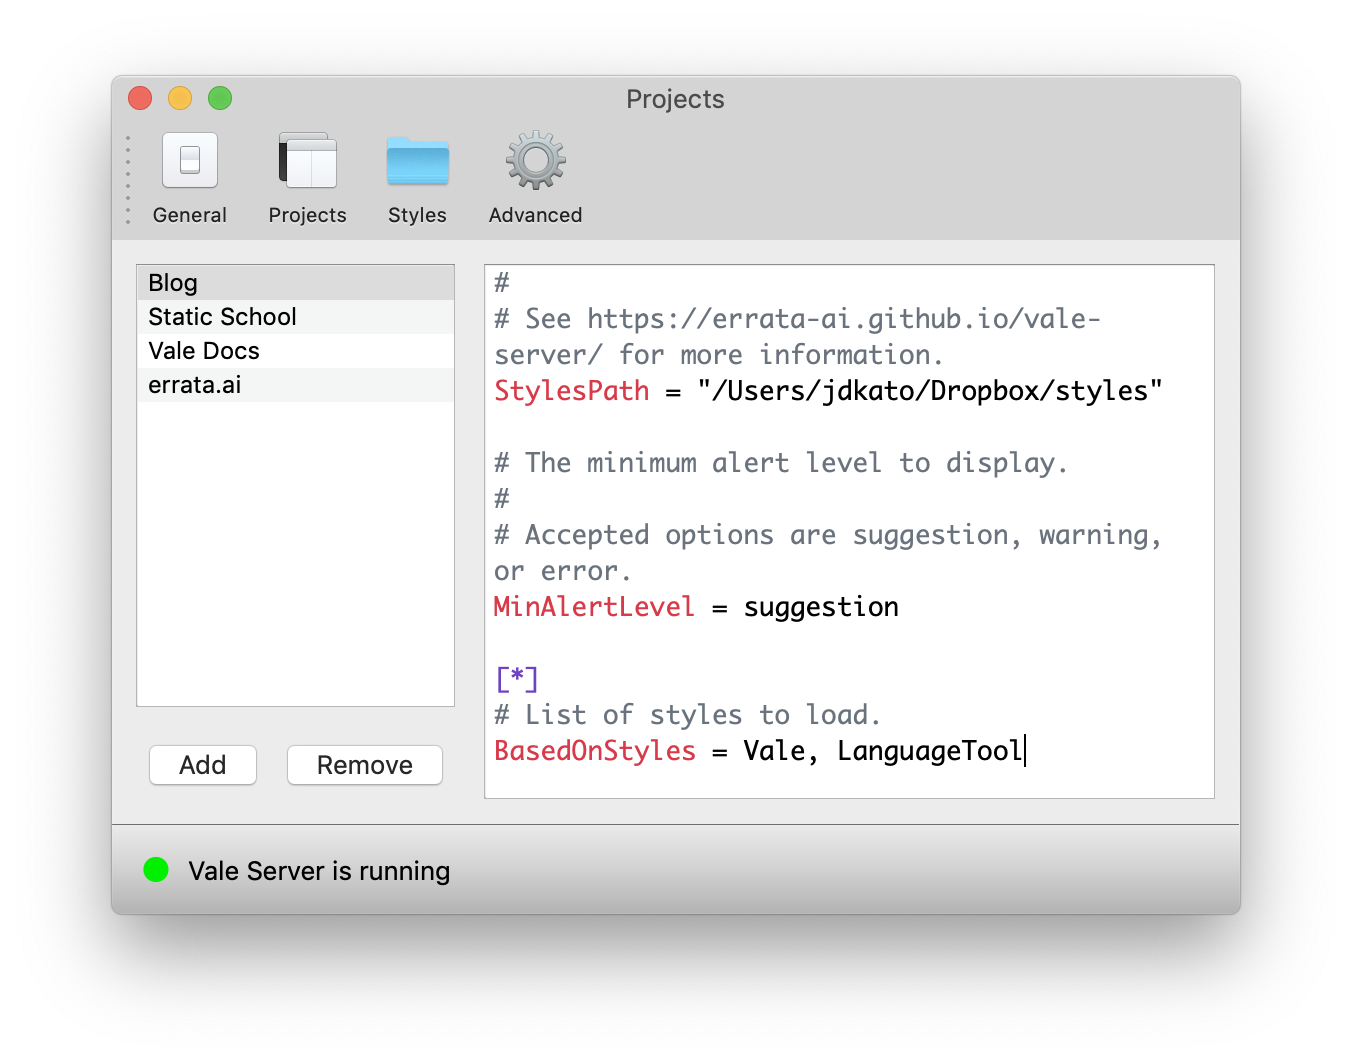 Projects
General
Projects
Styles
Advanced
Blog
Static School
Vale Docs
errata.ai
Add
Remove
#
# See https://errata-ai.github.io/vale-
server/ for more information.
StylesPath = "/Users/jdkato/Dropbox/styles"
# The minimum alert level to display.
#
# Accepted options are suggestion, warning,
or error.
MinAlertLevel = suggestion
[*]
# List of styles to load.
BasedOnStyles = Vale, LanguageTool
Vale Server is running